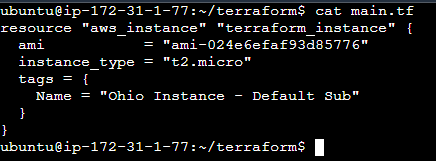 ubuntu@ip-172-31-1-77:~/terraform$ cat main.tf
resource "aws_instance" "terraform_instance" {
  ami           = "ami-024e6efaf93d85776"
  instance_type = "t2.micro"
  tags = {
    Name = "Ohio Instance - Default Sub"
  }
}
ubuntu@ip-172-31-1-77:~/terraform$